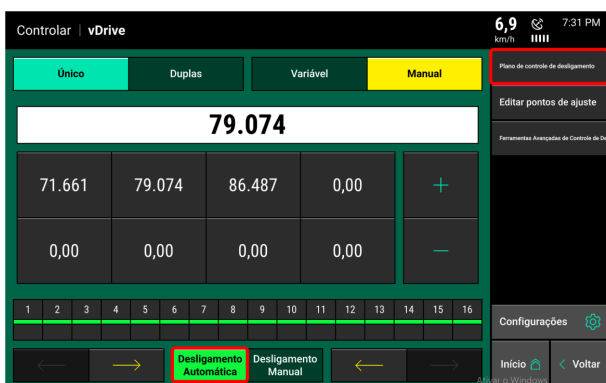 Controlar | vDrive
6,9 7:31 PM
km/h
Único Duplas Variável Manual
Plano de controle de desligamento
Editar pontos de ajuste
Ferramentas Avançadas de Controle de De
79.074
71.661 79.074 86.487 0,00 +
0,00 0,00 0,00 0,00 −
1 2 3 4 5 6 7 8 9 10 11 12 13 14 15 16
Configurações
← → Desligamento Automática Desligamento Manual ← →
Início < Voltar
Ativar o Windows